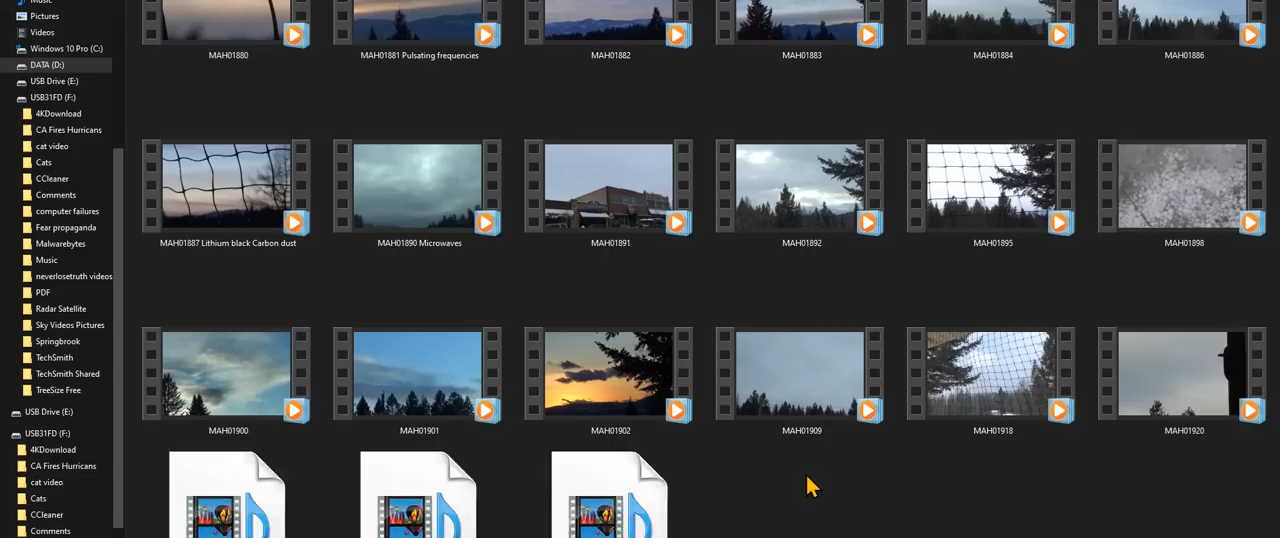 Music
Pictures
Videos
Windows 10 Pro (C:)
DATA (D:)
USB Drive (E:)
USB31FD (F:)
4KDownload
CA Fires Hurricans
cat video
Cats
CCleaner
Comments
computer failures
Fear propaganda
Malwarebytes
Music
neverlosetruth videos
PDF
Radar Satellite
Sky Videos Pictures
Springbrook
TechSmith
TechSmith Shared
TreeSize Free
USB Drive (E:)
USB31FD (F:)
4KDownload
CA Fires Hurricans
cat video
Cats
CCleaner
Comments
MAH01880
MAH01881 Pulsating frequencies
MAH01882
MAH01883
MAH01884
MAH01886
MAH01887 Lithium black Carbon dust
MAH01890 Microwaves
MAH01891
MAH01892
MAH01895
MAH01898
MAH01900
MAH01901
MAH01902
MAH01909
MAH01918
MAH01920